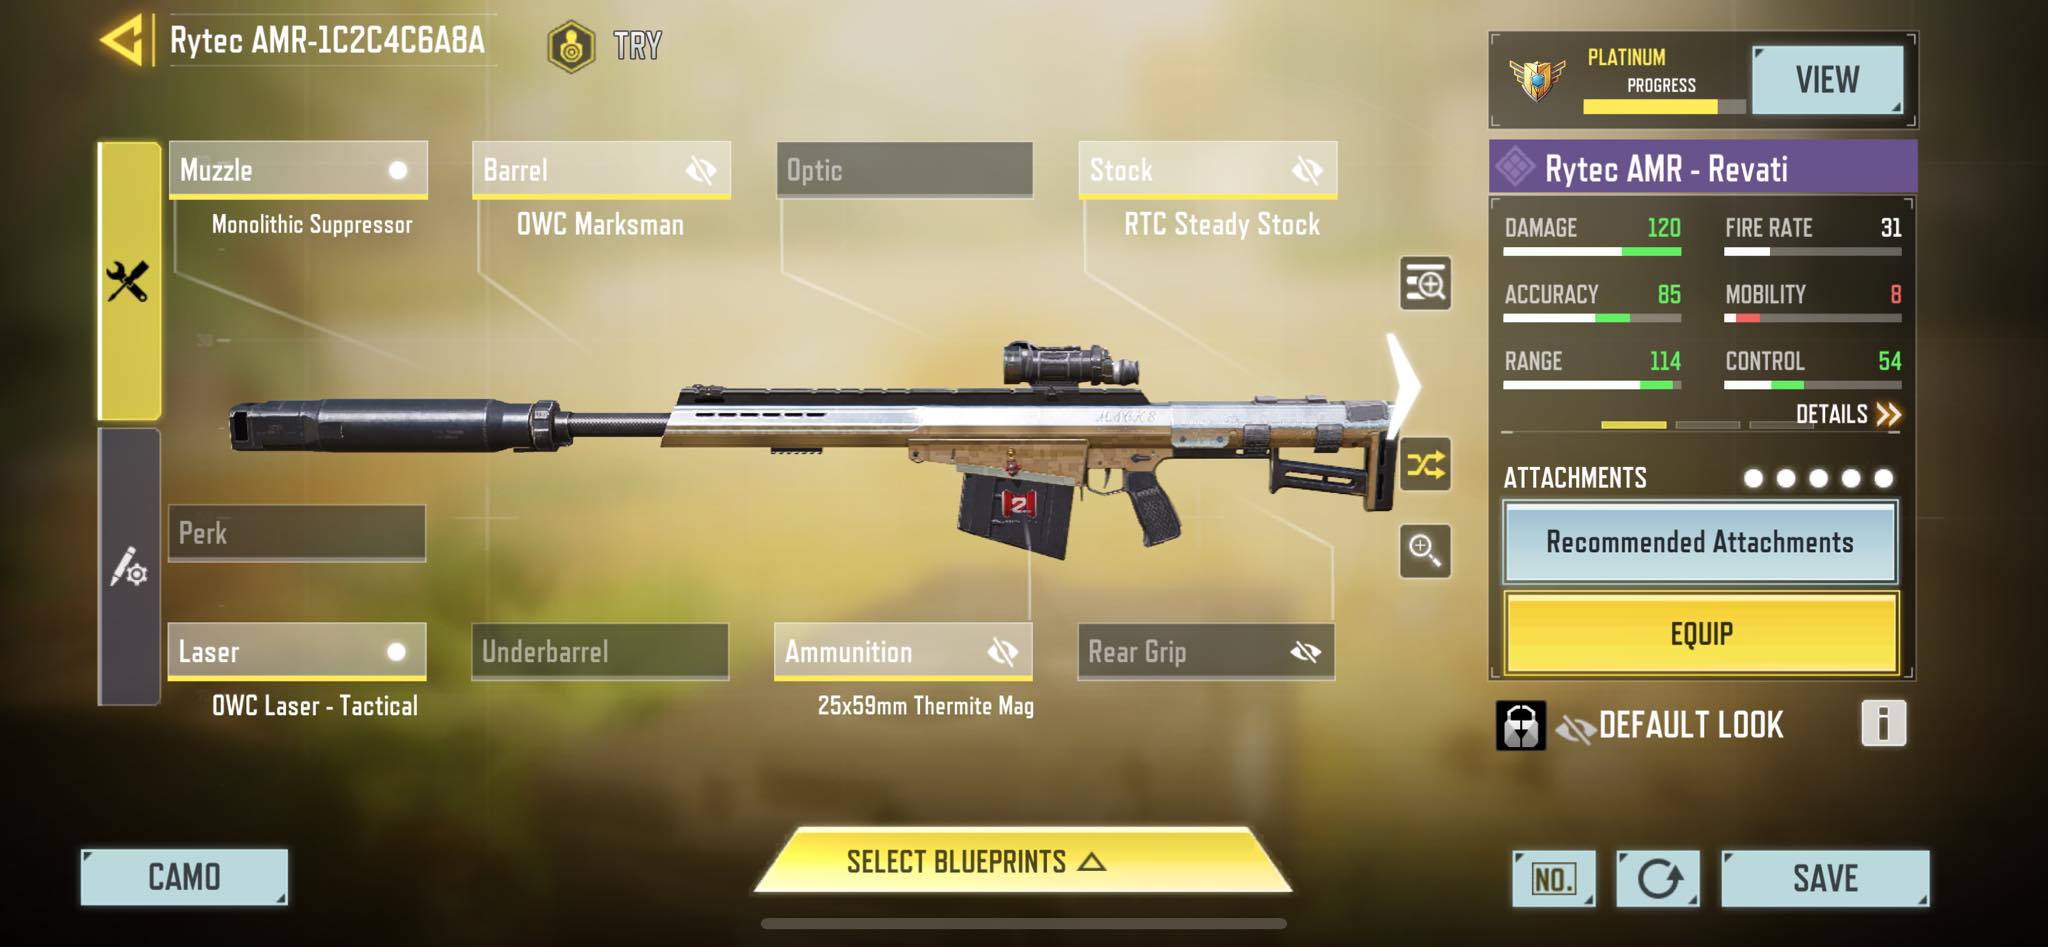 Rytec AMR-1C2C4C6A8A
TRY
PLATINUM
PROGRESS
VIEW
Muzzle
Monolithic Suppressor
Barrel
OWC Marksman
Optic
Stock
RTC Steady Stock
Rytec AMR - Revati
DAMAGE 120
FIRE RATE 31
ACCURACY 85
MOBILITY 8
RANGE 114
CONTROL 54
DETAILS
ATTACHMENTS
Recommended Attachments
EQUIP
2
Perk
Laser
OWC Laser - Tactical
Underbarrel
Ammunition
25x59mm Thermite Mag
Rear Grip
DEFAULT LOOK
i
CAMO
SELECT BLUEPRINTS
NO.
SAVE